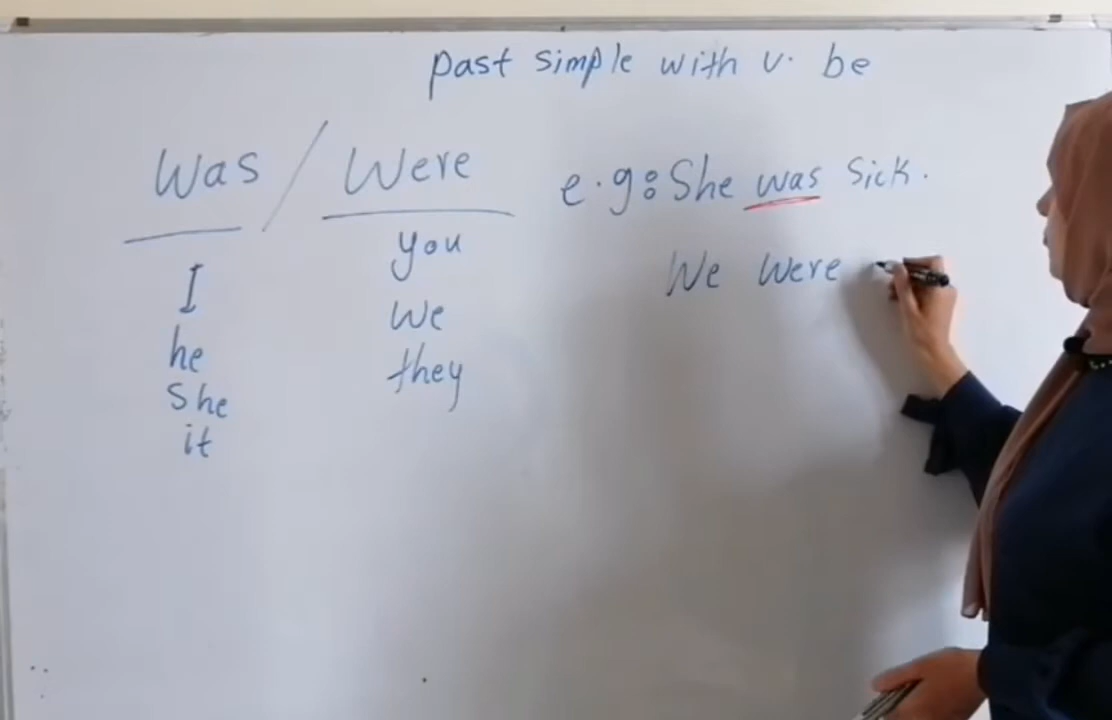 past simple with v. be
Was / Were
I
he
She
it
you
we
they
e.g: She was sick.
We were